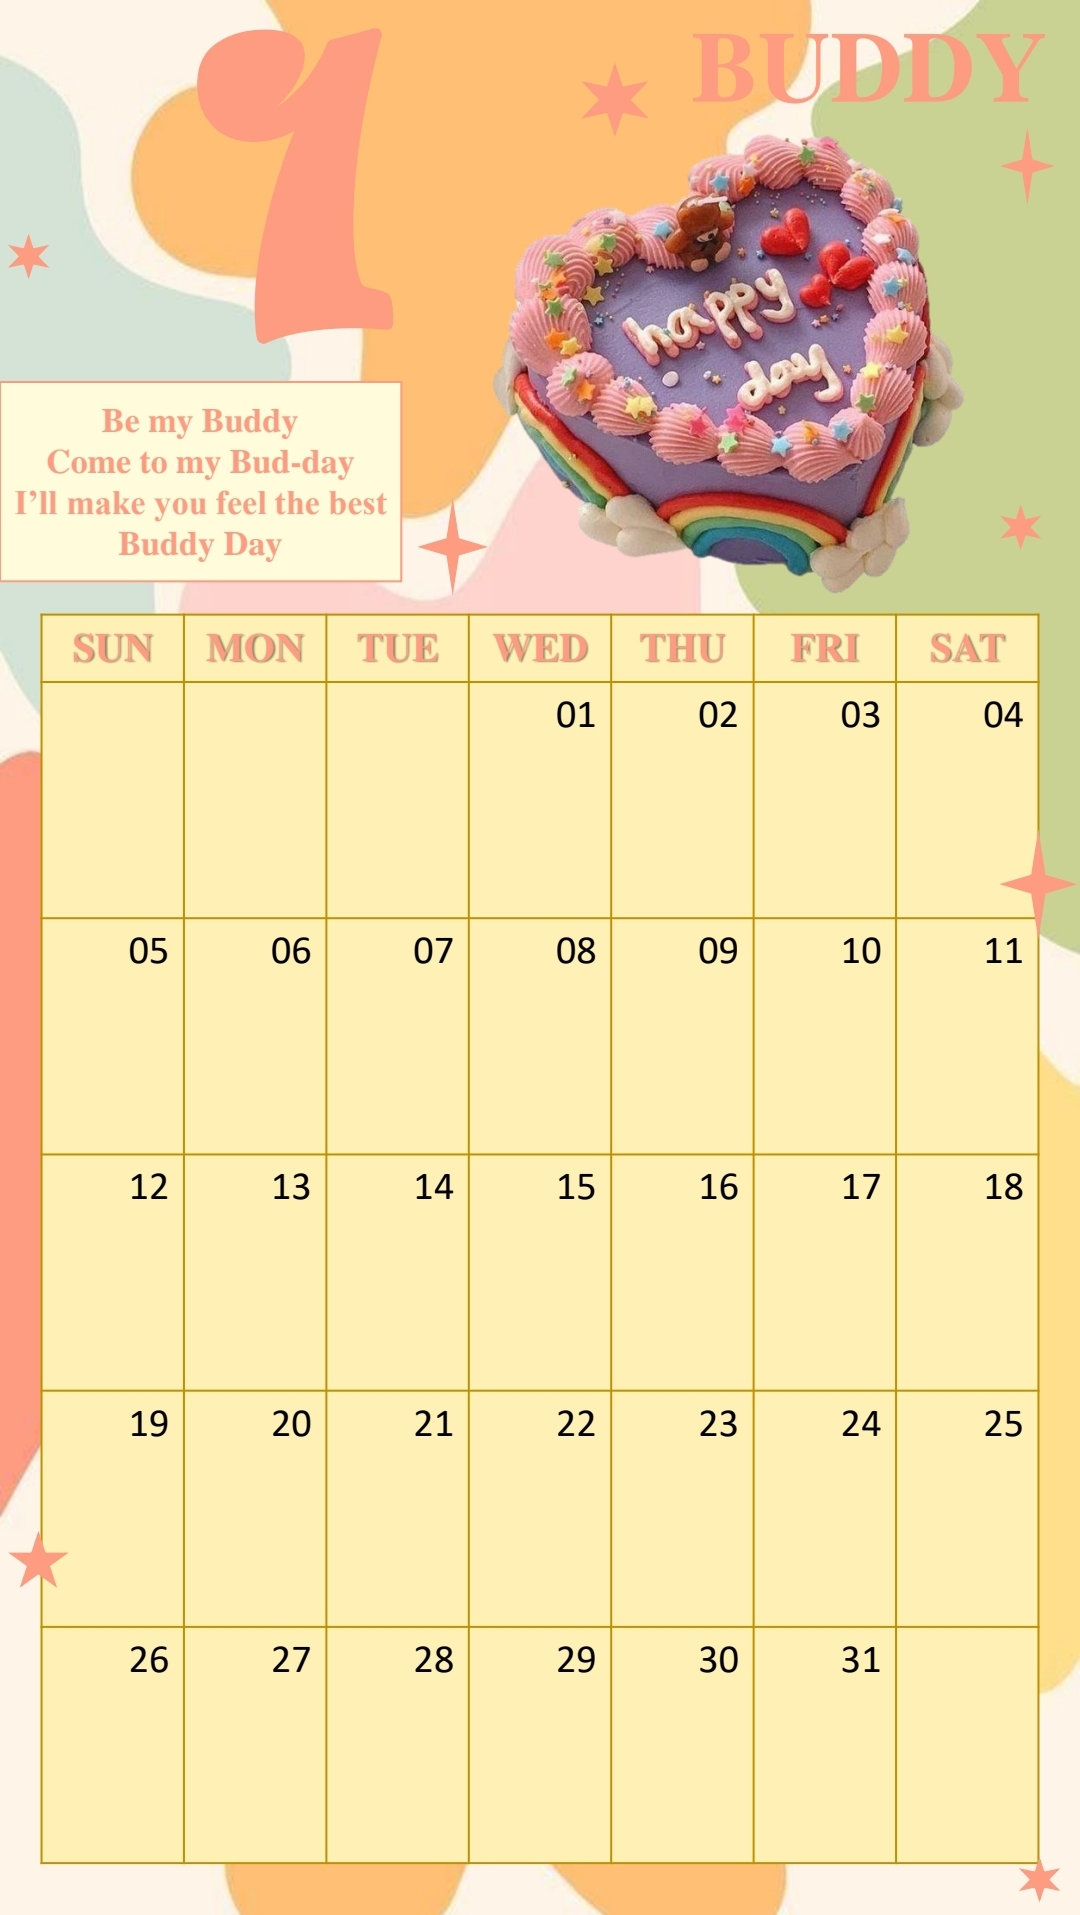 1
BUDDY
happy
day
Be my Buddy
Come to my Bud-day
I’ll make you feel the best
Buddy Day
SUN MON TUE WED THU FRI SAT
01 02 03 04
05 06 07 08 09 10 11
12 13 14 15 16 17 18
19 20 21 22 23 24 25
26 27 28 29 30 31